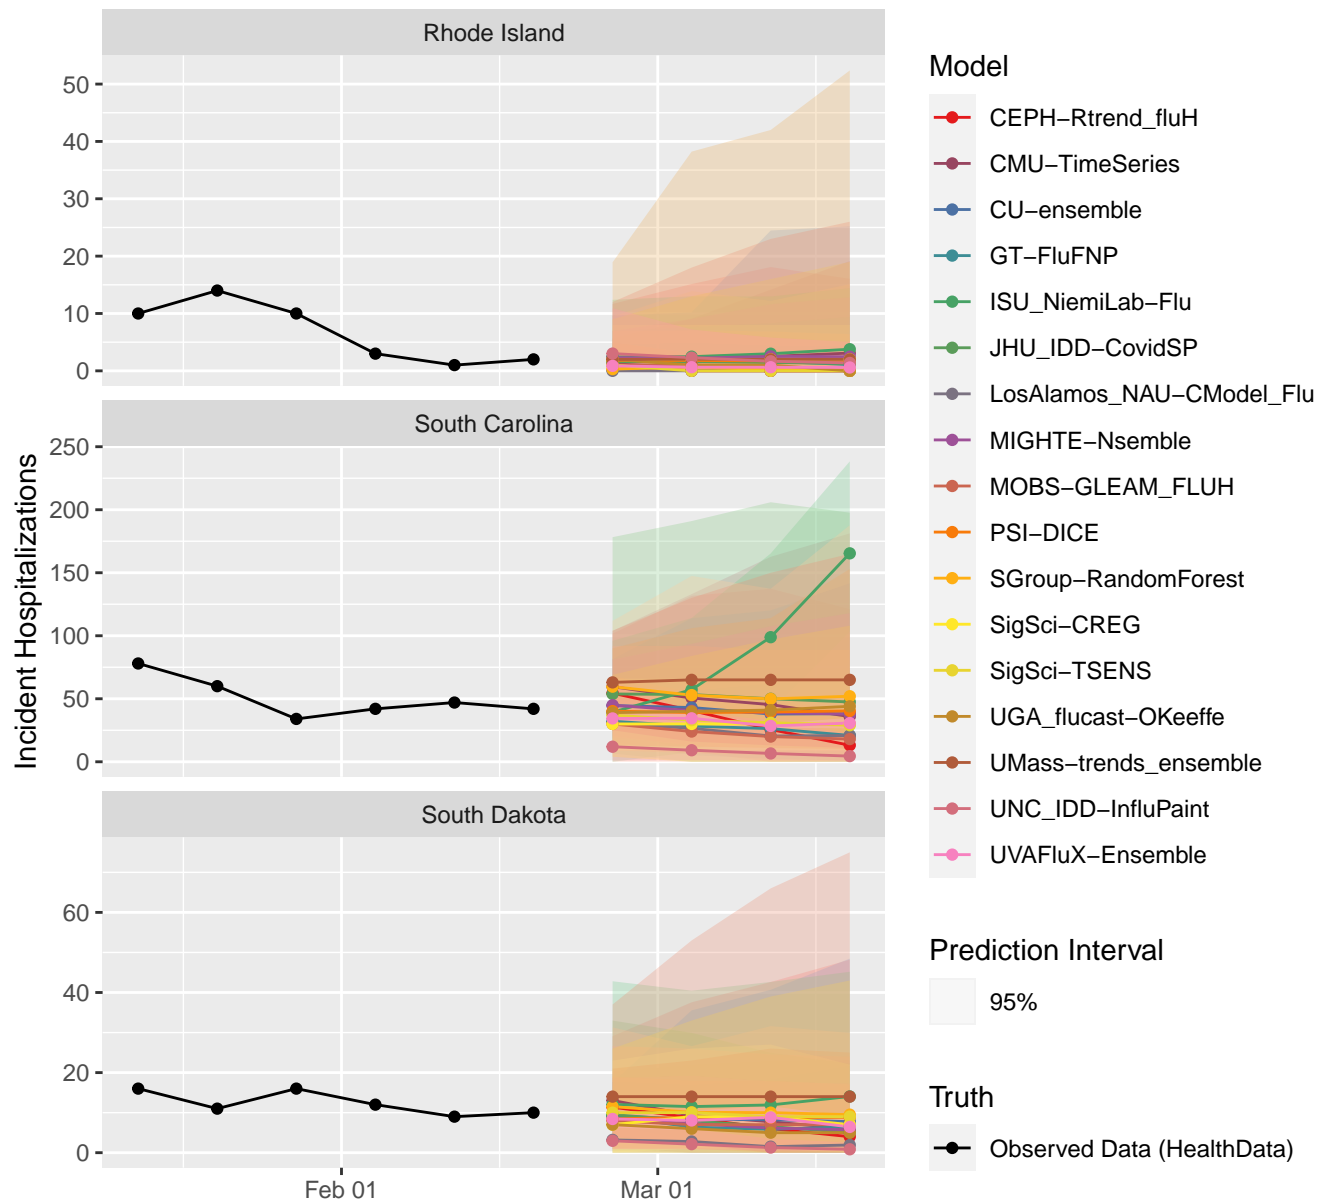 Rhode Island
50
40
30
20
10
0
South Carolina
250
200
150
100
50
0
South Dakota
60
40
20
0
Feb 01
Mar 01
Incident Hospitalizations
Model
CEPH−Rtrend_fluH
CMU−TimeSeries
CU−ensemble
GT−FluFNP
ISU_NiemiLab−Flu
JHU_IDD−CovidSP
LosAlamos_NAU−CModel_Flu
MIGHTE−Nsemble
MOBS−GLEAM_FLUH
PSI−DICE
SGroup−RandomForest
SigSci−CREG
SigSci−TSENS
UGA_flucast−OKeeffe
UMass−trends_ensemble
UNC_IDD−InfluPaint
UVAFluX−Ensemble
Prediction Interval
95%
Truth
Observed Data (HealthData)